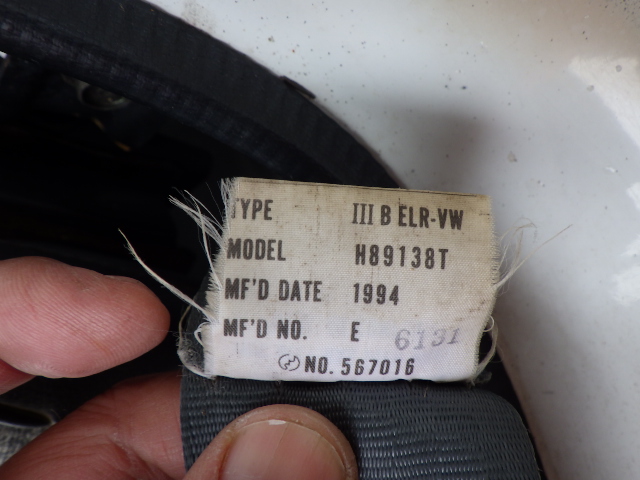 TYPE III B ELR-VW
MODEL H89138T
MF'D DATE 1994
MF'D NO. E 6131
NO. 567016